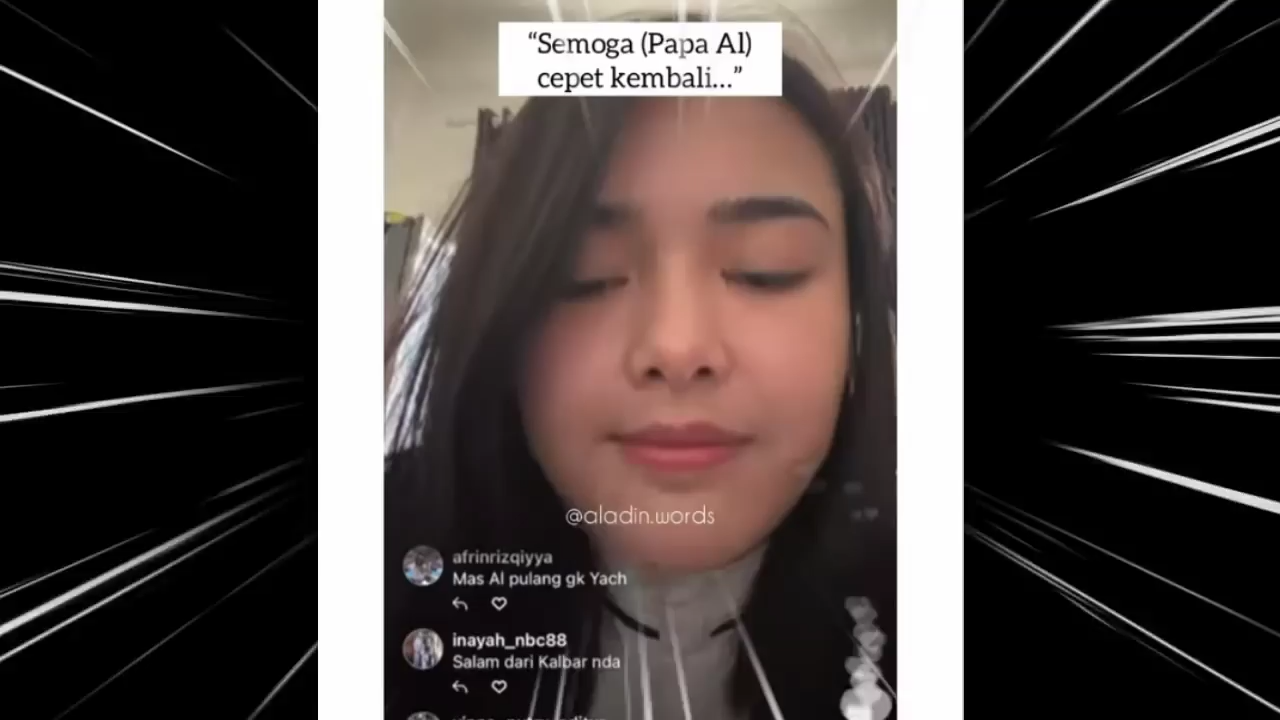 “Semoga (Papa Al)
cepet kembali...”
@aladin.words
afrinrizqiyya
Mas Al pulang gk Yach
inayah_nbc88
Salam dari Kalbar nda